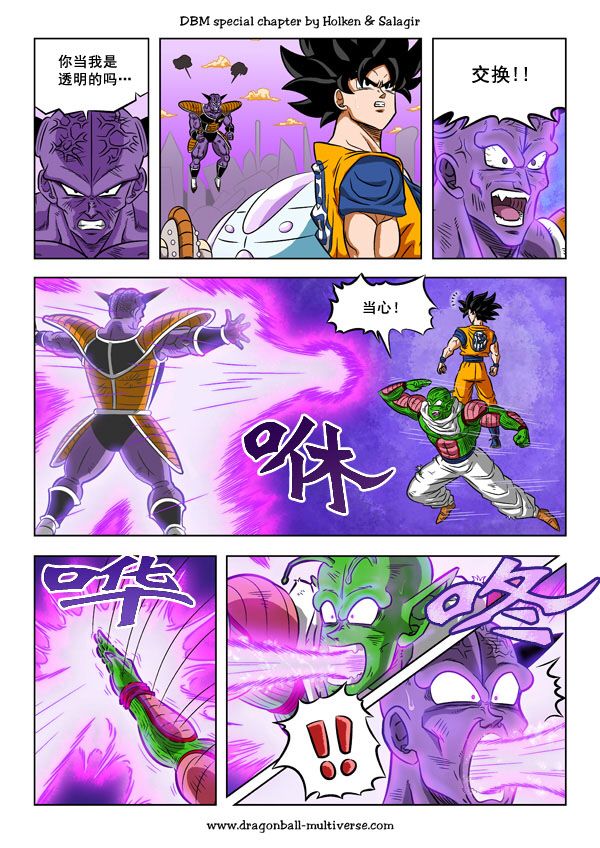 DBM special chapter by Holken & Salagir
你当我是
透明的吗…
交换!!
当心!
咻
哗
咚
!!
www.dragonball-multiverse.com